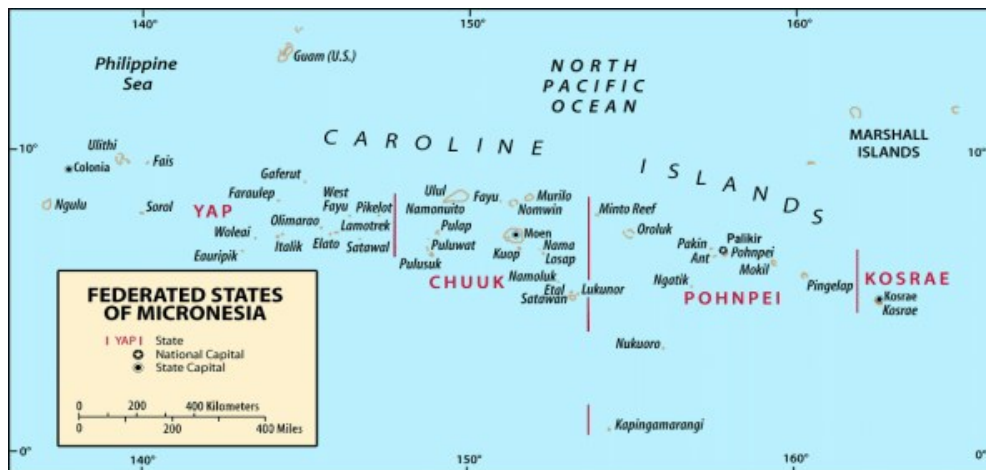 140°
150°
160°
Guam (U.S.)
Philippine
Sea
NORTH
PACIFIC
OCEAN
CAROLINE
ISLANDS
MARSHALL
ISLANDS
10°
10°
Ulithi
Colonia
Fais
Ngulu
Sorol
YAP
Gaferut
Faraulep
West
Fayu
Pikelot
Olimarao
Lamotrek
Woleai
Italik
Elato
Satawal
Eauripik
Ulul
Fayu
Murilo
Namonuito
Nomwin
Pulap
Moen
Puluwat
Kuop
Nama
Losap
Pulusuk
CHUUK
Namoluk
Etal
Lukunor
Satawan
Minto Reef
Oroluk
Pakin
Palikir
Ant
Pohnpei
Mokil
Ngatik
POHNPEI
Pingelap
KOSRAE
Kosrae
Kosrae
Nukuoro
Kapingamarangi
FEDERATED STATES
OF MICRONESIA
YAP State
National Capital
State Capital
0 200 400 Kilometers
0 200 400 Miles
0°
140°
150°
160°
0°